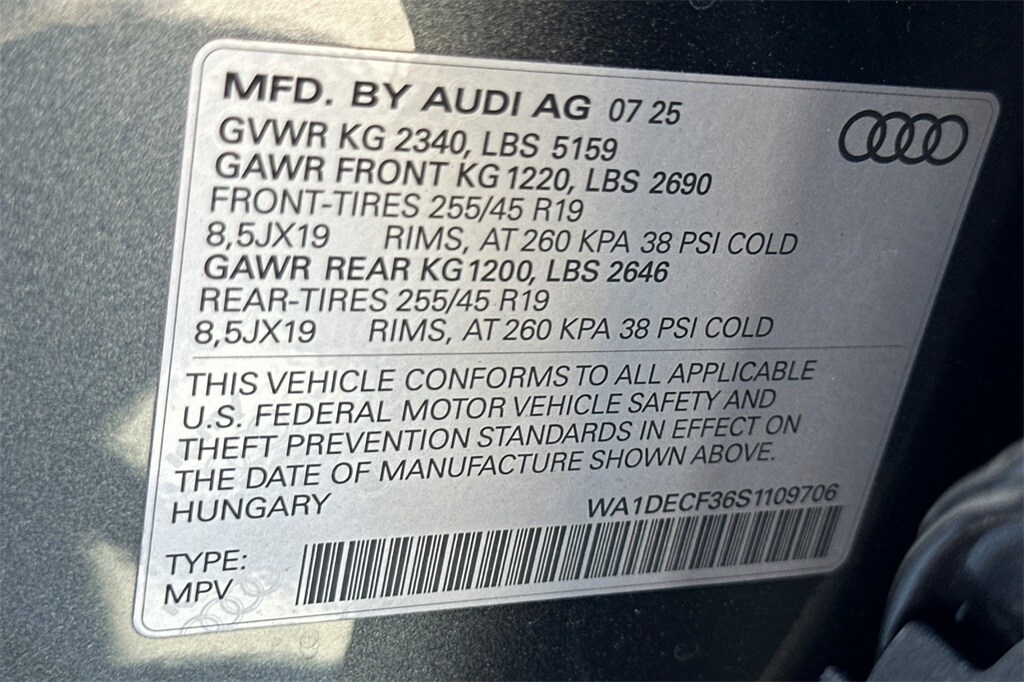 MFD. BY AUDI AG 07 25
GVWR KG 2340, LBS 5159
GAWR FRONT KG 1220, LBS 2690
FRONT-TIRES 255/45 R19
8,5JX19 RIMS, AT 260 KPA 38 PSI COLD
GAWR REAR KG 1200, LBS 2646
REAR-TIRES 255/45 R19
8,5JX19 RIMS, AT 260 KPA 38 PSI COLD
THIS VEHICLE CONFORMS TO ALL APPLICABLE
U.S. FEDERAL MOTOR VEHICLE SAFETY AND
THEFT PREVENTION STANDARDS IN EFFECT ON
THE DATE OF MANUFACTURE SHOWN ABOVE.
HUNGARY WA1DECF36S1109706
TYPE:
MPV